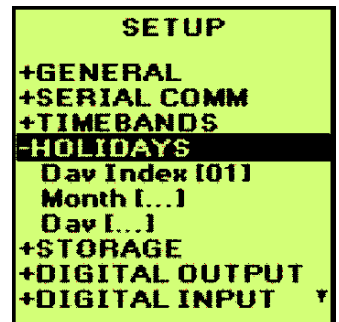 SETUP
+GENERAL
+SERIAL COMM
+TIMEBANDS
-HOLIDAYS
Day Index [01]
Month [...]
Day [...]
+STORAGE
+DIGITAL OUTPUT
+DIGITAL INPUT ▼